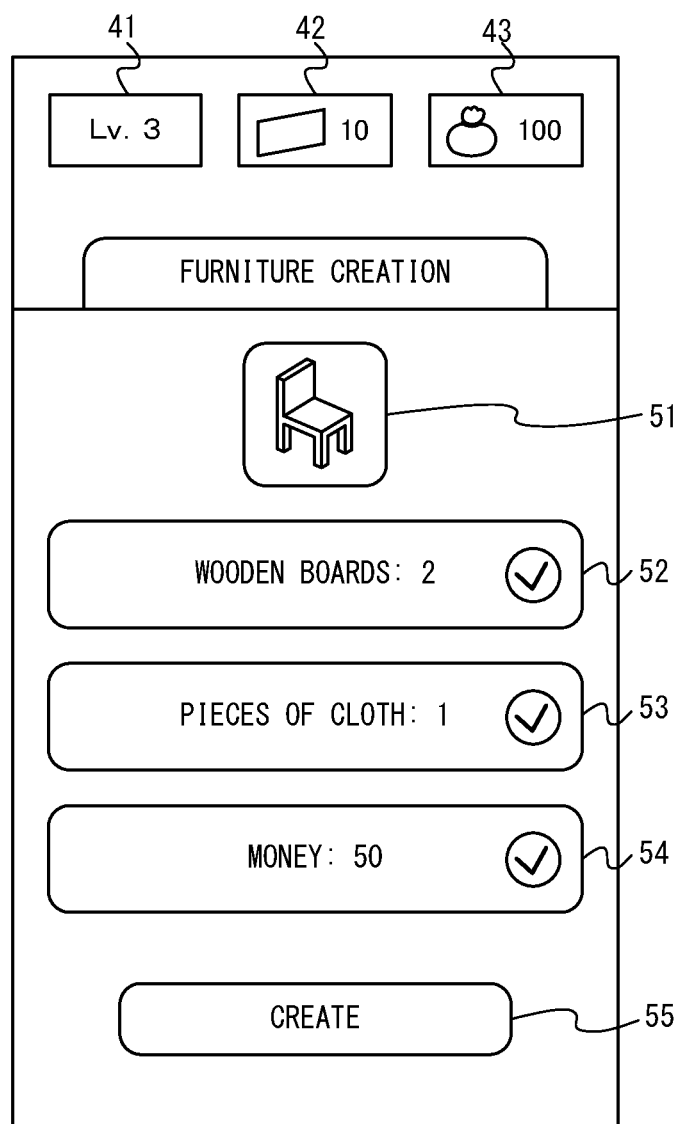 41 42 43
Lv. 3 10 100
FURNITURE CREATION
51
WOODEN BOARDS: 2 52
PIECES OF CLOTH: 1 53
MONEY: 50 54
CREATE 55